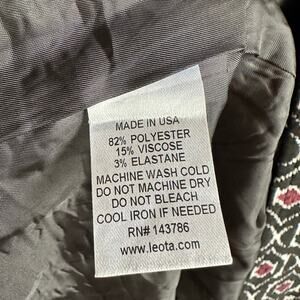 MADE IN USA
82% POLYESTER
15% VISCOSE
3% ELASTANE
MACHINE WASH COLD
DO NOT MACHINE DRY
DO NOT BLEACH
COOL IRON IF NEEDED
RN# 143786
www.leota.com